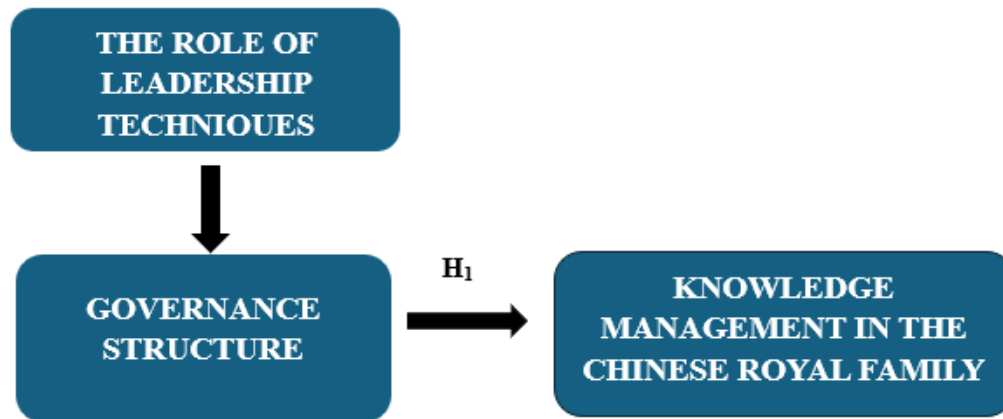 THE ROLE OF
LEADERSHIP
TECHNIOUES
GOVERNANCE
STRUCTURE
H₁
KNOWLEDGE
MANAGEMENT IN THE
CHINESE ROYAL FAMILY